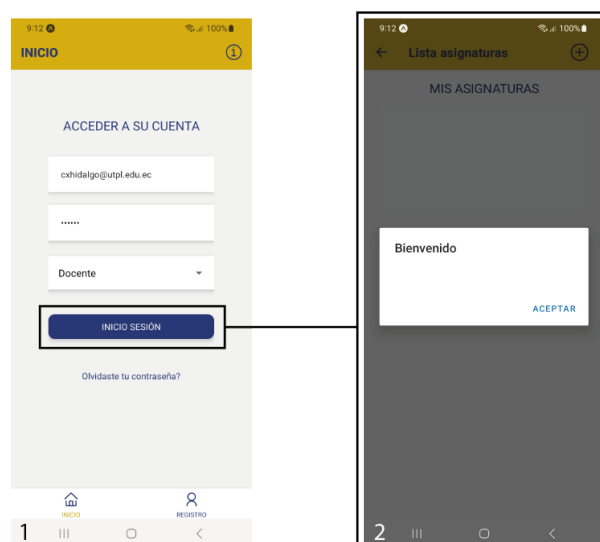 9:12
100%
INICIO
ACCEDER A SU CUENTA
cxhidalgo@utpl.edu.ec
••••••
Docente
INICIO SESIÓN
Olvidaste tu contraseña?
INICIO
REGISTRO
1
9:12
100%
Lista asignaturas
MIS ASIGNATURAS
Bienvenido
ACEPTAR
2